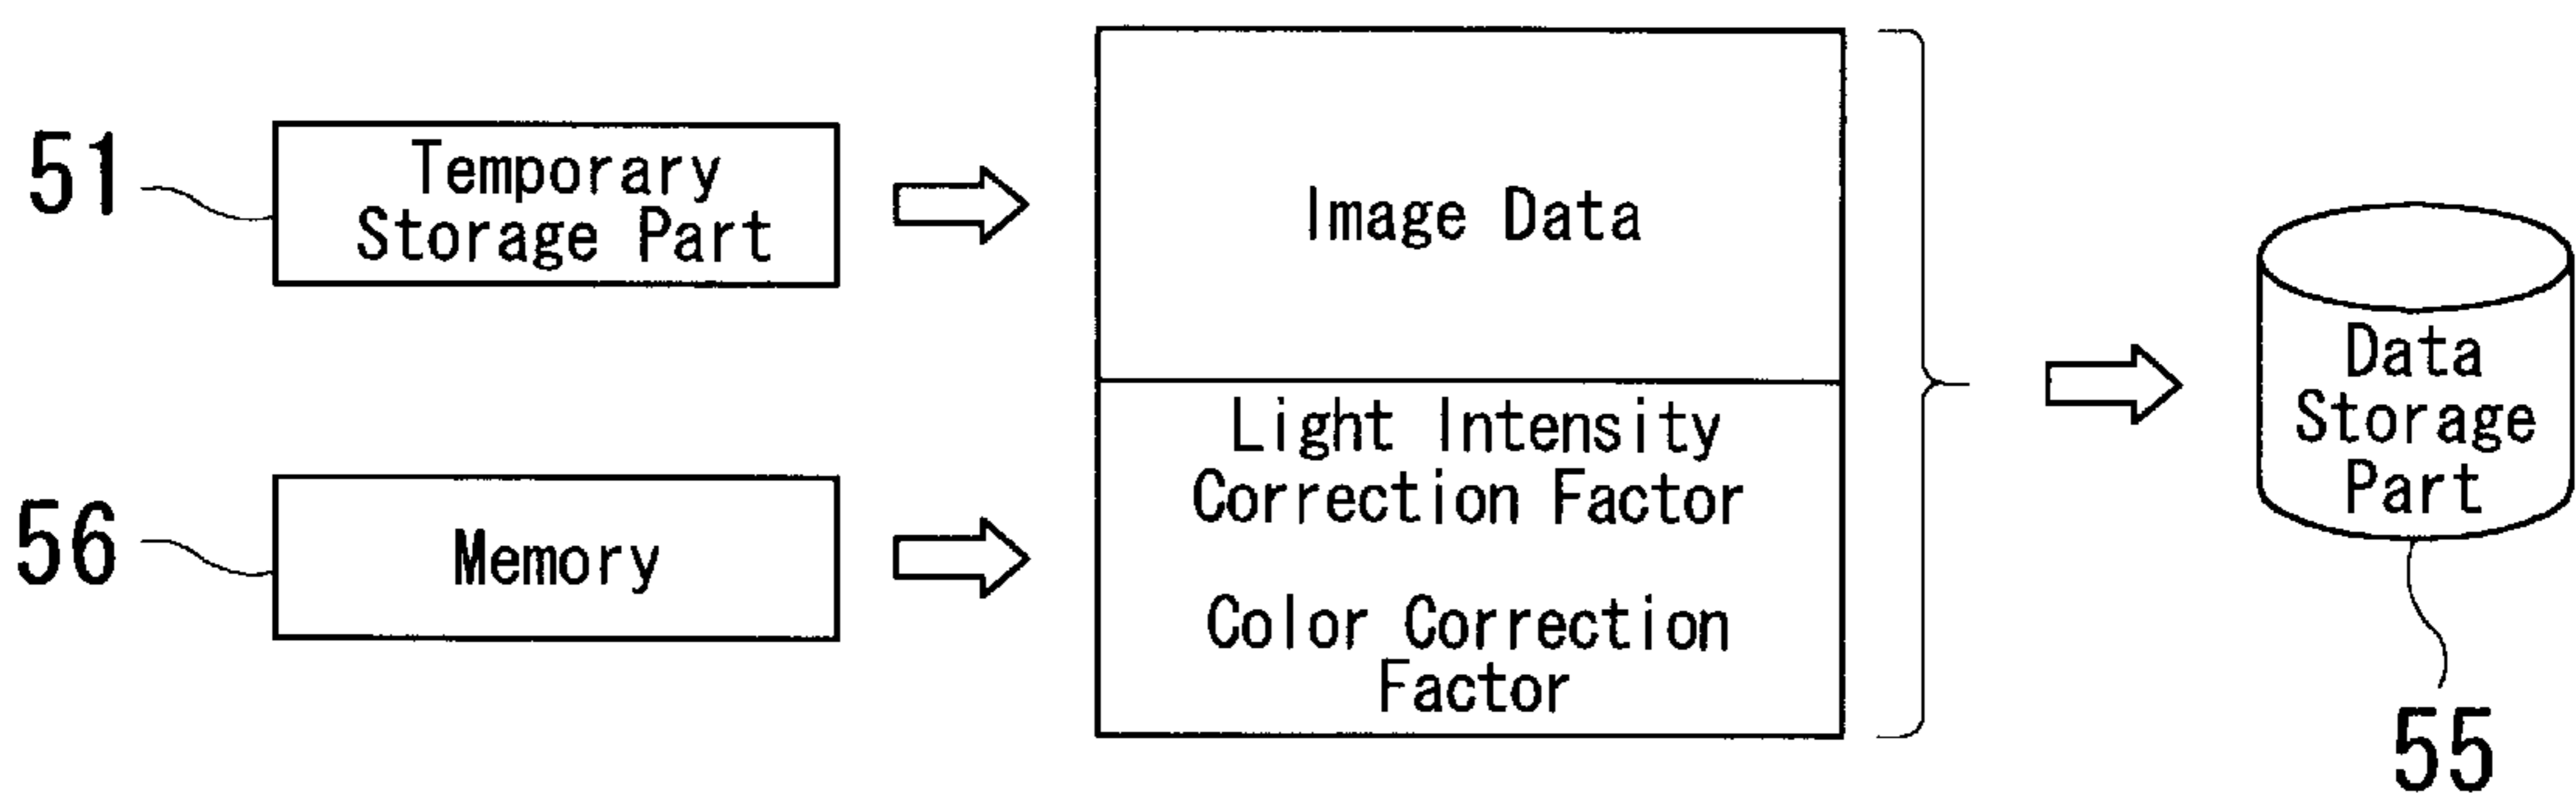 51
Temporary
Storage Part
Image Data
56
Memory
Light Intensity
Correction Factor
Color Correction
Factor
Data
Storage
Part
55